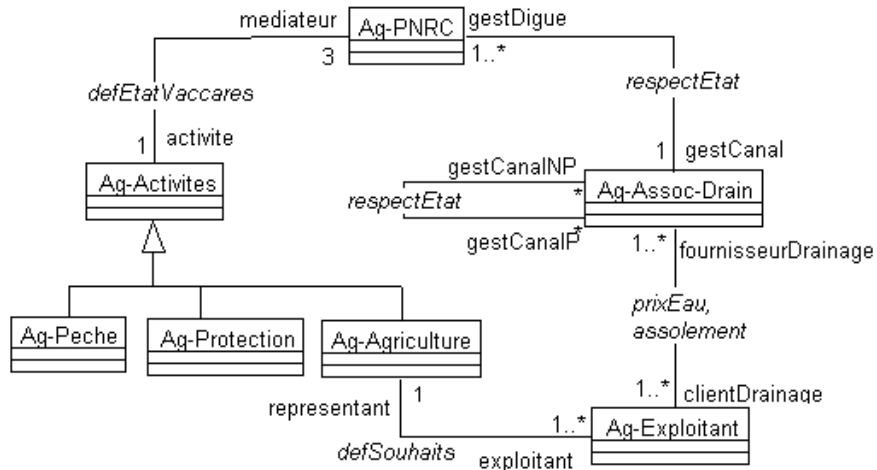 mediateur
Ag-PNRC
gestDigue
3
1..*
defEtatVaccares
respectEtat
1
activite
1
gestCanal
Ag-Activites
gestCanalNP
*
Ag-Assoc-Drain
respectEtat
gestCanalP
*
1..*
fournisseurDrainage
prixEau,
assolement
Ag-Peche
Ag-Protection
Ag-Agriculture
1
representant
1..*
clientDrainage
1..*
Ag-Exploitant
defSouhaits
exploitant